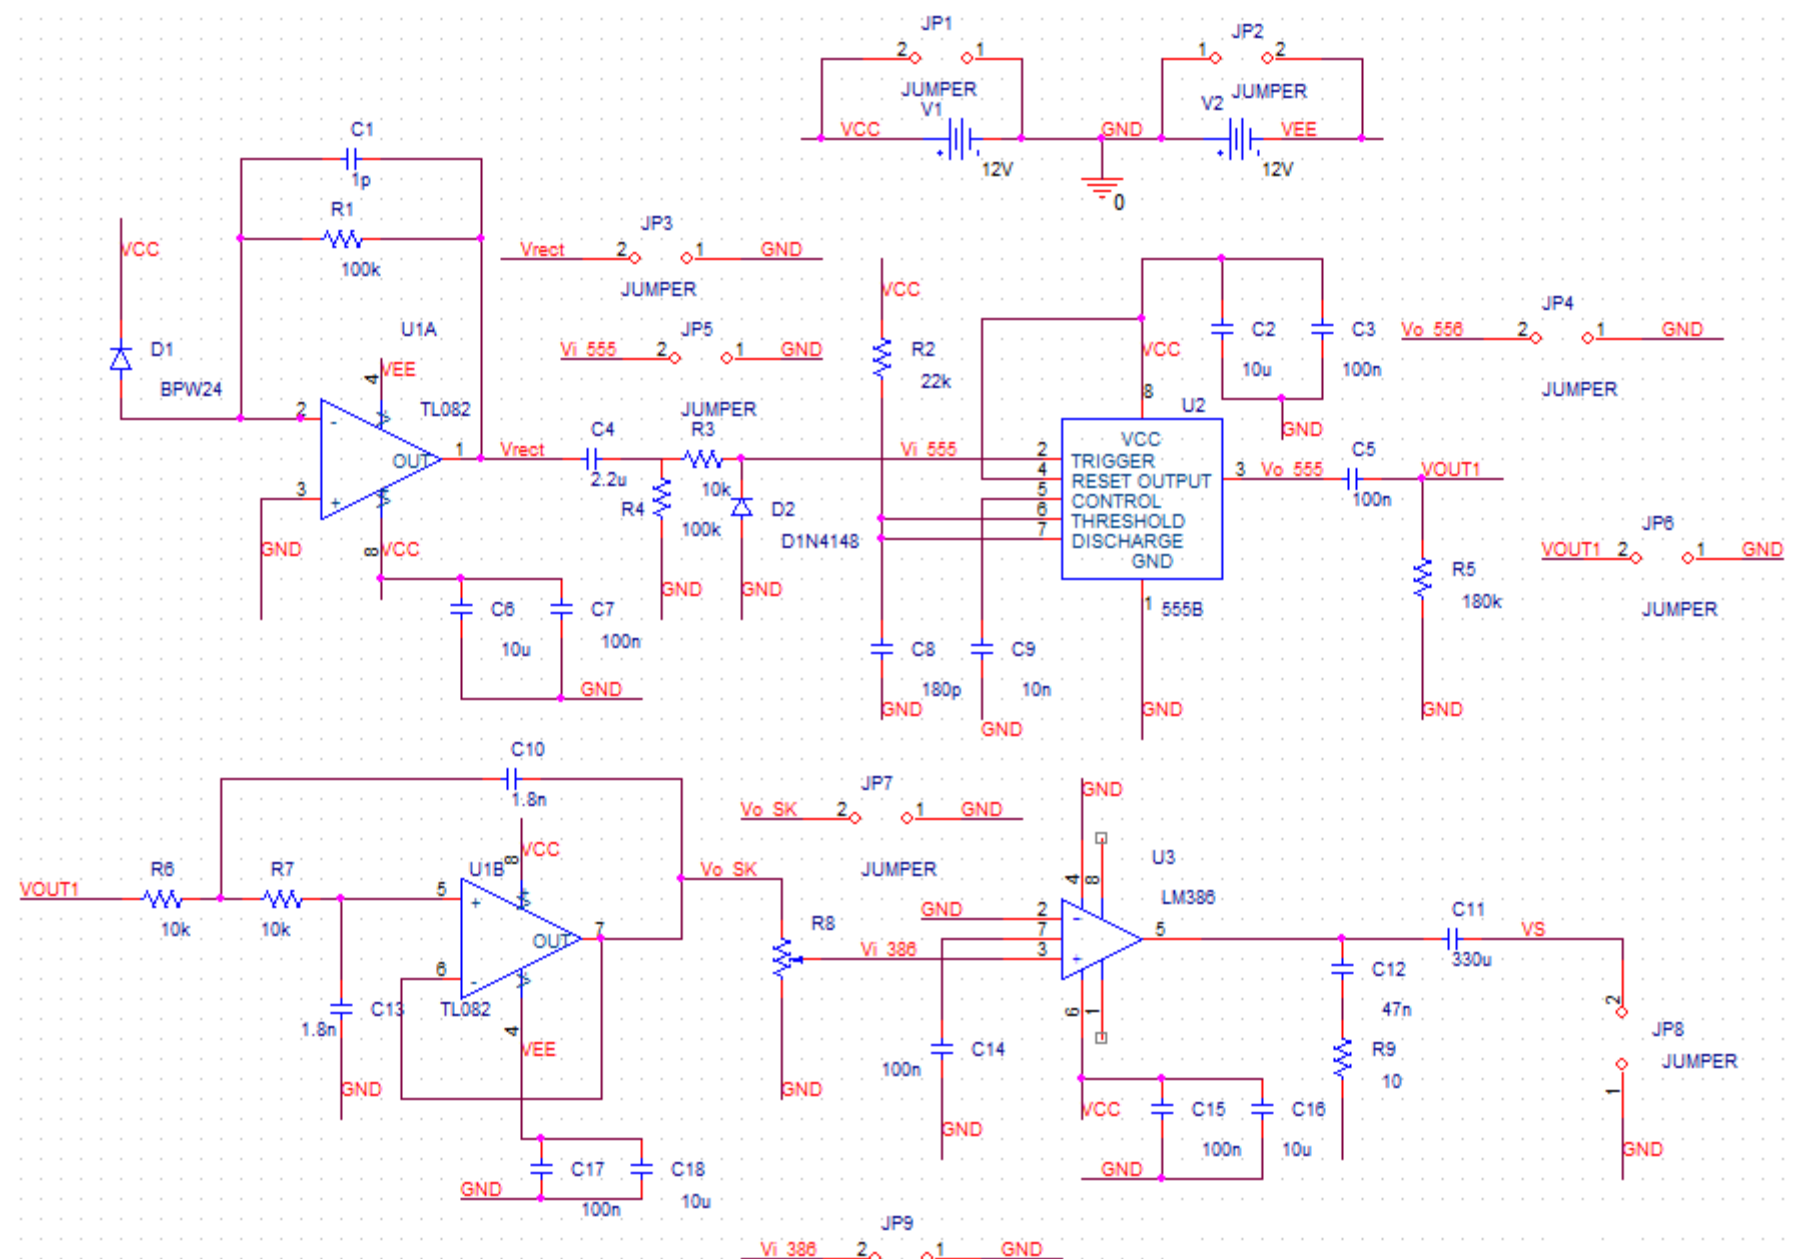 JP1
2 1
JUMPER
V1
VCC
12V
JP2
1 2
JUMPER
V2
GND
VEE
12V
0
C1
1p
R1
100k
VCC
D1
BPW24
U1A
4
VEE
2
-
TL082
OUT
1
3
+
GND
8
VCC
C6
10u
C7
100n
GND
JP3
Vrect 2 1 GND
JUMPER
JP5
Vi_555 2 1 GND
JUMPER
Vrect
C4
2.2u
R3
10k
R4
100k
D2
D1N4148
GND
GND
VCC
R2
22k
Vi_555
C8
180p
GND
C9
10n
GND
VCC
8
U2
VCC
2 TRIGGER
4 RESET OUTPUT 3
5 CONTROL
6 THRESHOLD
7 DISCHARGE
GND
1 555B
GND
C2
10u
C3
100n
GND
Vo_555
C5
100n
VOUT1
R5
180k
GND
JP4
Vo_556 2 1 GND
JUMPER
JP6
VOUT1 2 1 GND
JUMPER
C10
1.8n
VOUT1
R6
10k
R7
10k
C13
1.8n
GND
U1B
8
VCC
5
+
OUT
7
6
-
TL082
4
VEE
C17
100n
C18
10u
GND
Vo_SK
R8
GND
JP7
Vo_SK 2 1 GND
JUMPER
Vi_386
GND
4
8
U3
LM386
GND
2
-
7
3
+
5
6
1
C14
100n
GND
VCC
C15
100n
C16
10u
GND
C11
330u
VS
C12
47n
R9
10
2
JP8
JUMPER
1
GND
JP9
Vi_386 2 1 GND